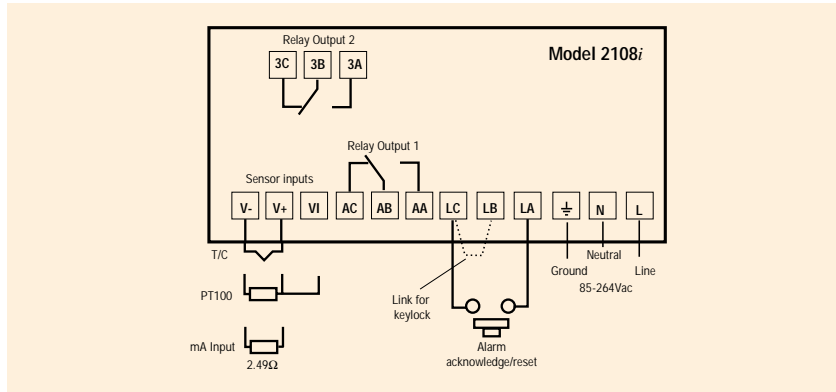 Relay Output 2
Model 2108i
3C 3B 3A
Relay Output 1
Sensor inputs
V- V+ VI AC AB AA LC LB LA N L
T/C
Neutral
Ground Line
85-264Vac
PT100
Link for
keylock
mA Input
2.49Ω
Alarm
acknowledge/reset